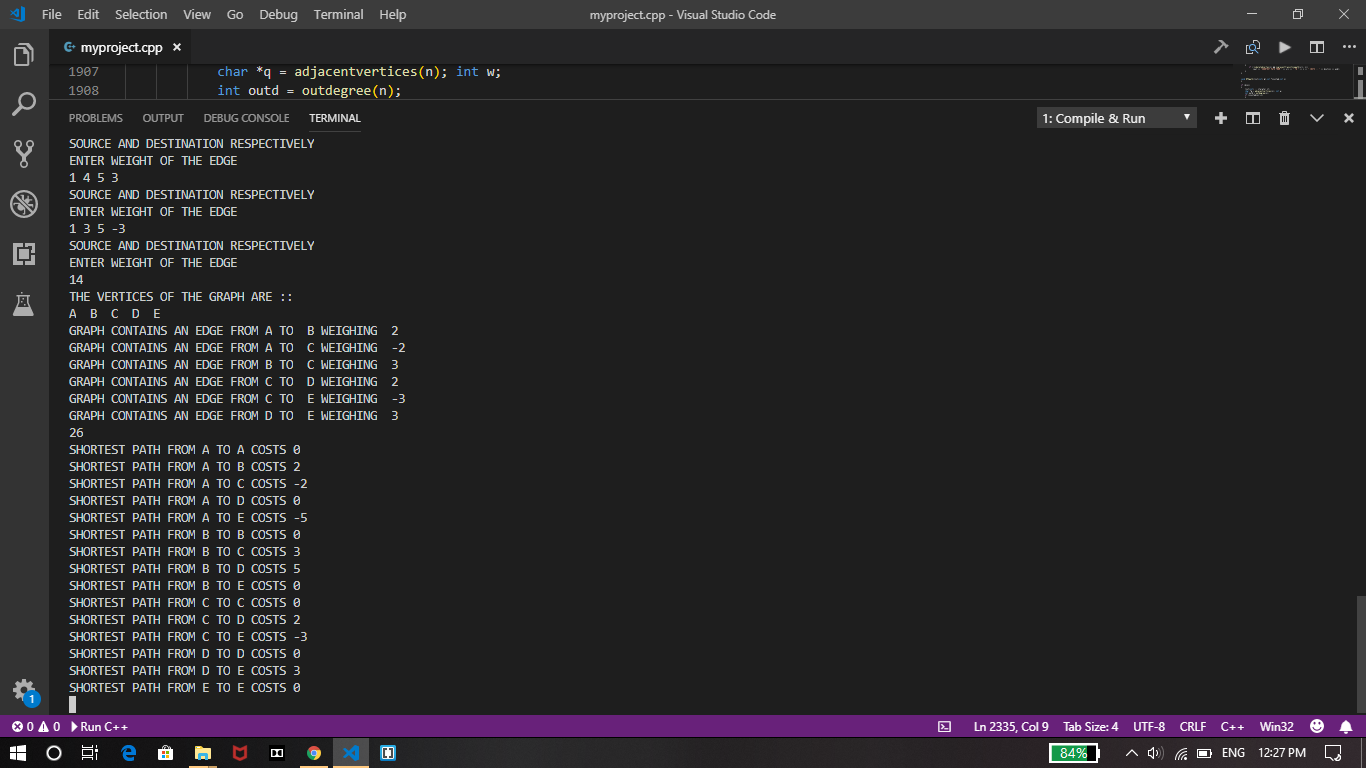 File Edit Selection View Go Debug Terminal Help
myproject.cpp - Visual Studio Code
myproject.cpp
1907 char *q = adjacentvertices(n); int w;
1908 int outd = outdegree(n);
PROBLEMS OUTPUT DEBUG CONSOLE TERMINAL
1: Compile & Run
SOURCE AND DESTINATION RESPECTIVELY
ENTER WEIGHT OF THE EDGE
1 4 5 3
SOURCE AND DESTINATION RESPECTIVELY
ENTER WEIGHT OF THE EDGE
1 3 5 -3
SOURCE AND DESTINATION RESPECTIVELY
ENTER WEIGHT OF THE EDGE
14
THE VERTICES OF THE GRAPH ARE ::
A B C D E
GRAPH CONTAINS AN EDGE FROM A TO B WEIGHING 2
GRAPH CONTAINS AN EDGE FROM A TO C WEIGHING -2
GRAPH CONTAINS AN EDGE FROM B TO C WEIGHING 3
GRAPH CONTAINS AN EDGE FROM C TO D WEIGHING 2
GRAPH CONTAINS AN EDGE FROM C TO E WEIGHING -3
GRAPH CONTAINS AN EDGE FROM D TO E WEIGHING 3
26
SHORTEST PATH FROM A TO A COSTS 0
SHORTEST PATH FROM A TO B COSTS 2
SHORTEST PATH FROM A TO C COSTS -2
SHORTEST PATH FROM A TO D COSTS 0
SHORTEST PATH FROM A TO E COSTS -5
SHORTEST PATH FROM B TO B COSTS 0
SHORTEST PATH FROM B TO C COSTS 3
SHORTEST PATH FROM B TO D COSTS 5
SHORTEST PATH FROM B TO E COSTS 0
SHORTEST PATH FROM C TO C COSTS 0
SHORTEST PATH FROM C TO D COSTS 2
SHORTEST PATH FROM C TO E COSTS -3
SHORTEST PATH FROM D TO D COSTS 0
SHORTEST PATH FROM D TO E COSTS 3
SHORTEST PATH FROM E TO E COSTS 0
1
0 0 Run C++
Ln 2335, Col 9 Tab Size: 4 UTF-8 CRLF C++ Win32
84% ENG 12:27 PM